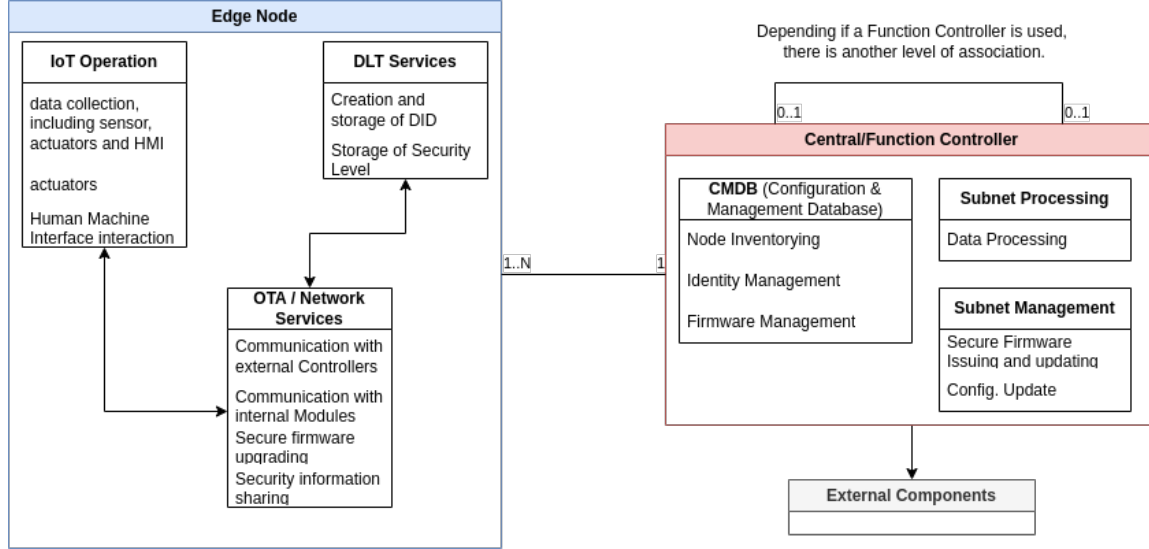 Edge Node
IoT Operation
data collection,
including sensor,
actuators and HMI
actuators
Human Machine
Interface interaction
DLT Services
Creation and
storage of DID
Storage of Security
Level
OTA / Network
Services
Communication with
external Controllers
Communication with
internal Modules
Secure firmware
upgrading
Security information
sharing
1..N
1
Depending if a Function Controller is used,
there is another level of association.
0..1
0..1
Central/Function Controller
CMDB (Configuration &
Management Database)
Node Inventorying
Identity Management
Firmware Management
Subnet Processing
Data Processing
Subnet Management
Secure Firmware
Issuing and updating
Config. Update
External Components